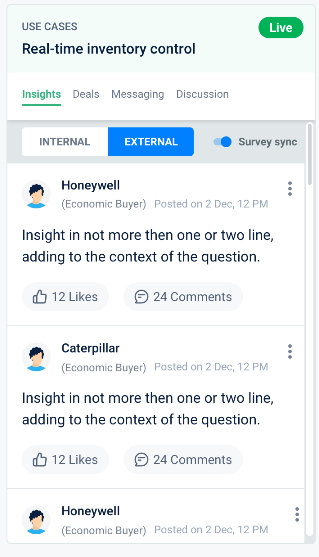 USE CASES
Live
Real-time inventory control
Insights Deals Messaging Discussion
INTERNAL EXTERNAL Survey sync
Honeywell
(Economic Buyer) Posted on 2 Dec, 12 PM
Insight in not more then one or two line,
adding to the context of the question.
12 Likes 24 Comments
Caterpillar
(Economic Buyer) Posted on 2 Dec, 12 PM
Insight in not more then one or two line,
adding to the context of the question.
12 Likes 24 Comments
Honeywell
(Economic Buyer) Posted on 2 Dec, 12 PM